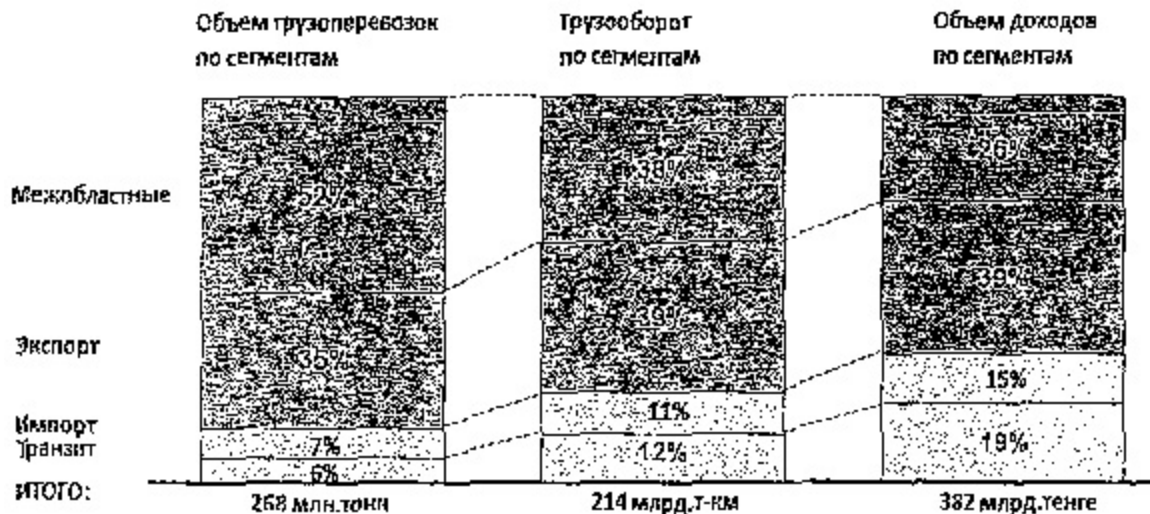 Объем грузоперевозок
по сегментам
Грузооборот
по сегментам
Объем доходов
по сегментам
Межобластные
Экспорт
Импорт
Транзит
ИТОГО:
52%
35%
7%
6%
268 млн.тонн
38%
39%
11%
12%
214 млрд.т-км
26%
39%
15%
19%
382 млрд.тенге